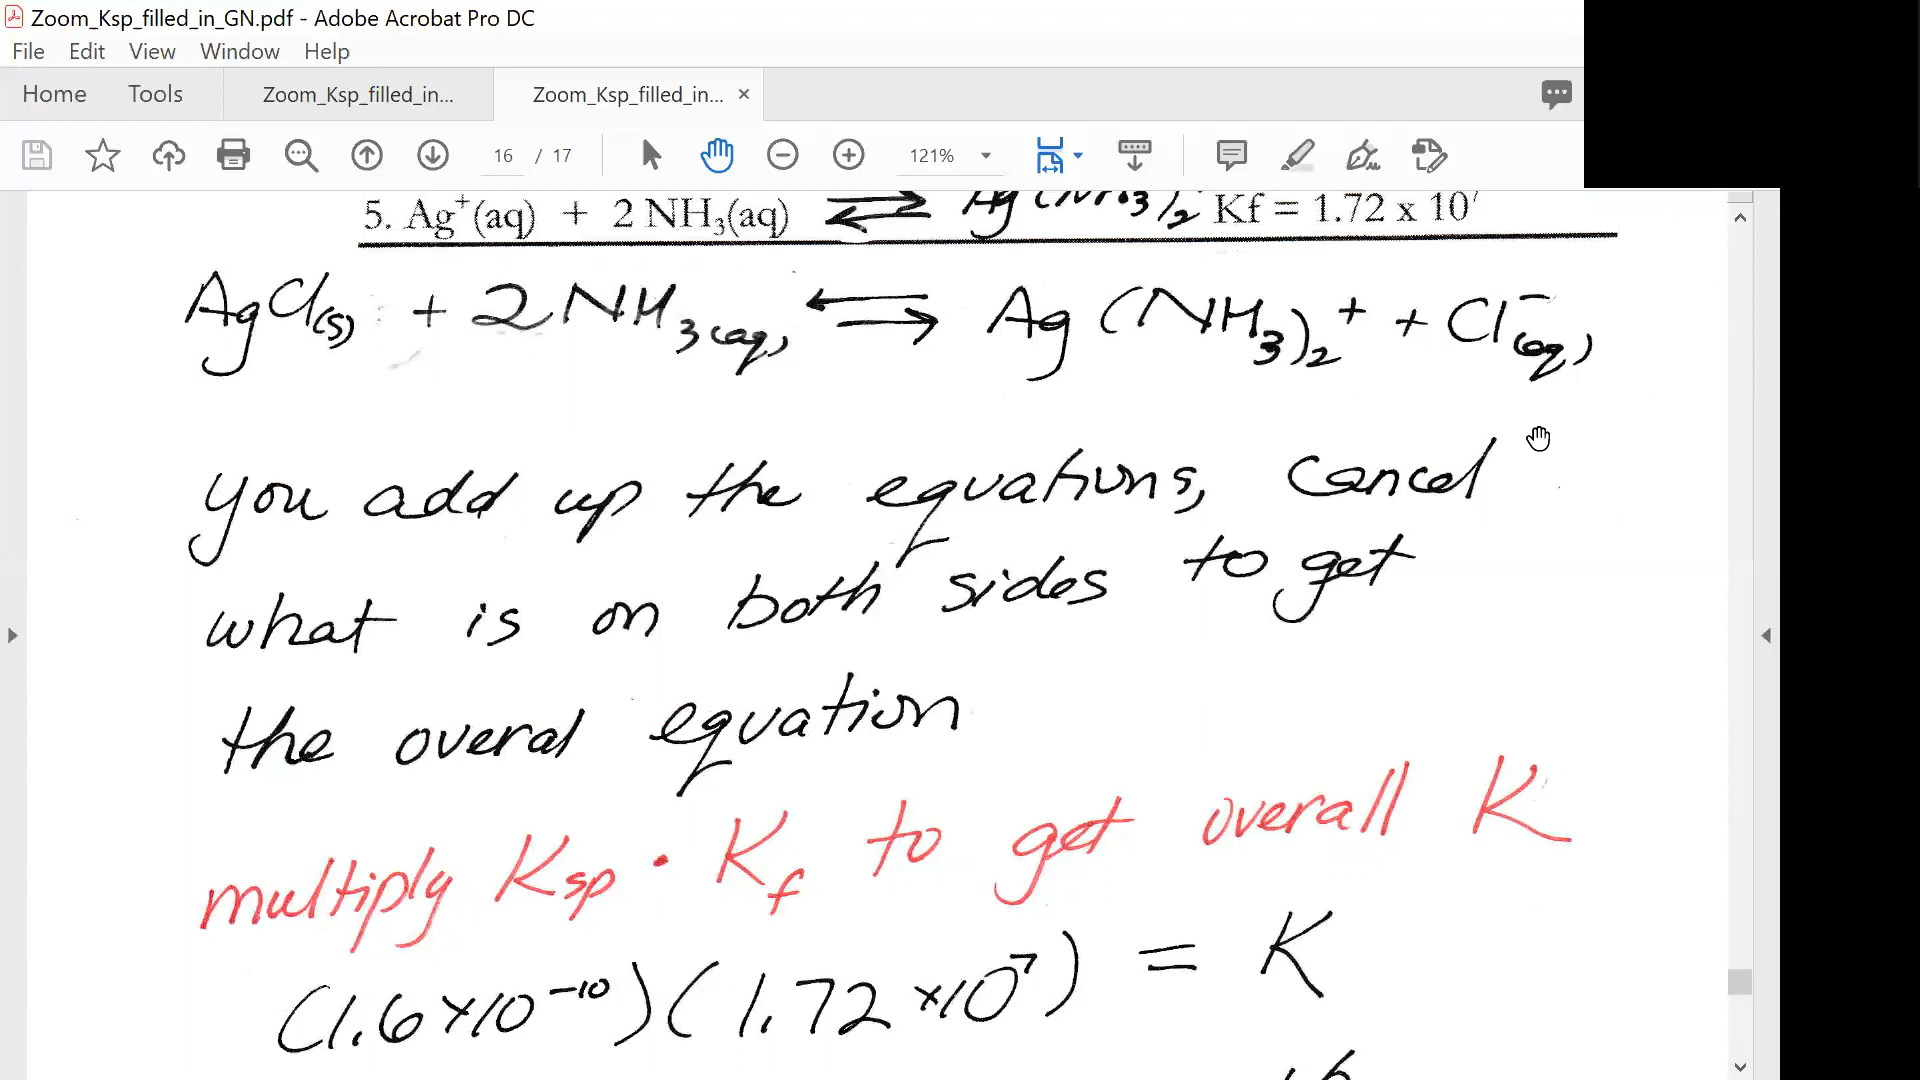 Zoom_Ksp_filled_in_GN.pdf - Adobe Acrobat Pro DC
File Edit View Window Help
Home Tools Zoom_Ksp_filled_in... Zoom_Ksp_filled_in... ×
16 / 17 121%
5. Ag⁺(aq) + 2 NH₃(aq) ⇌ Ag(NH₃)₂ Kf = 1.72 x 10⁷
AgCl(s) + 2NH₃(aq) ⇌ Ag(NH₃)₂⁺ + Cl⁻(aq)
you add up the equations, cancel
what is on both sides to get
the overal equation
multiply Ksp · Kf to get overall K
(1.6 x 10⁻¹⁰)(1.72 x 10⁷) = K